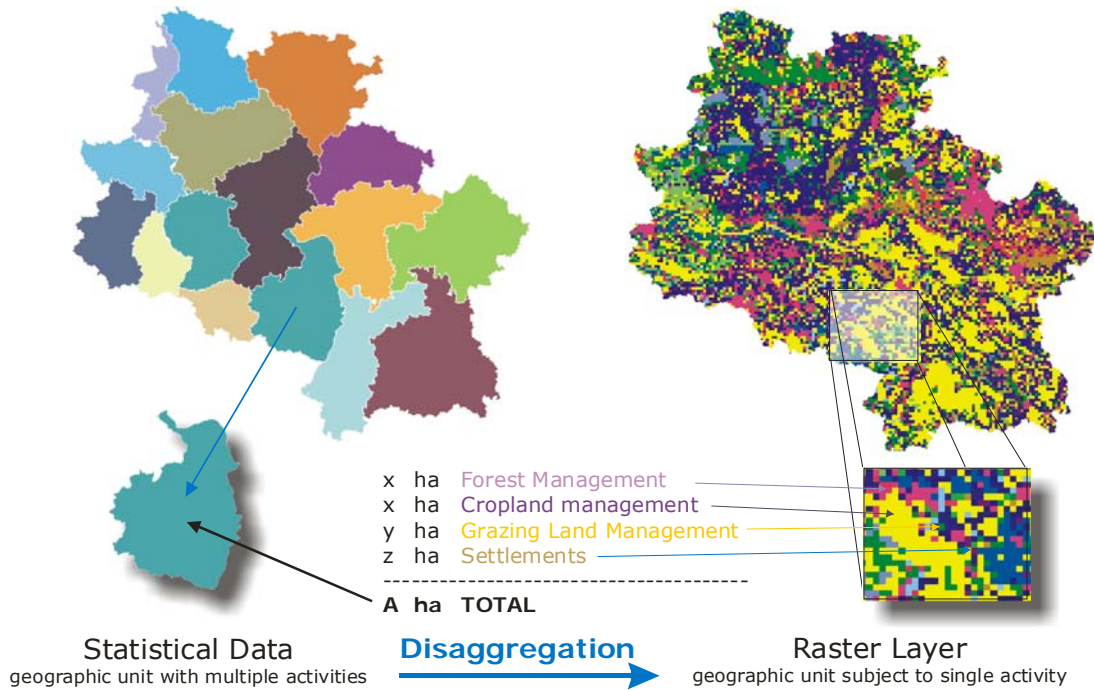 x ha Forest Management
x ha Cropland management
y ha Grazing Land Management
z ha Settlements
----------------------------------------
A ha TOTAL
Statistical Data
geographic unit with multiple activities
Disaggregation
Raster Layer
geographic unit subject to single activity